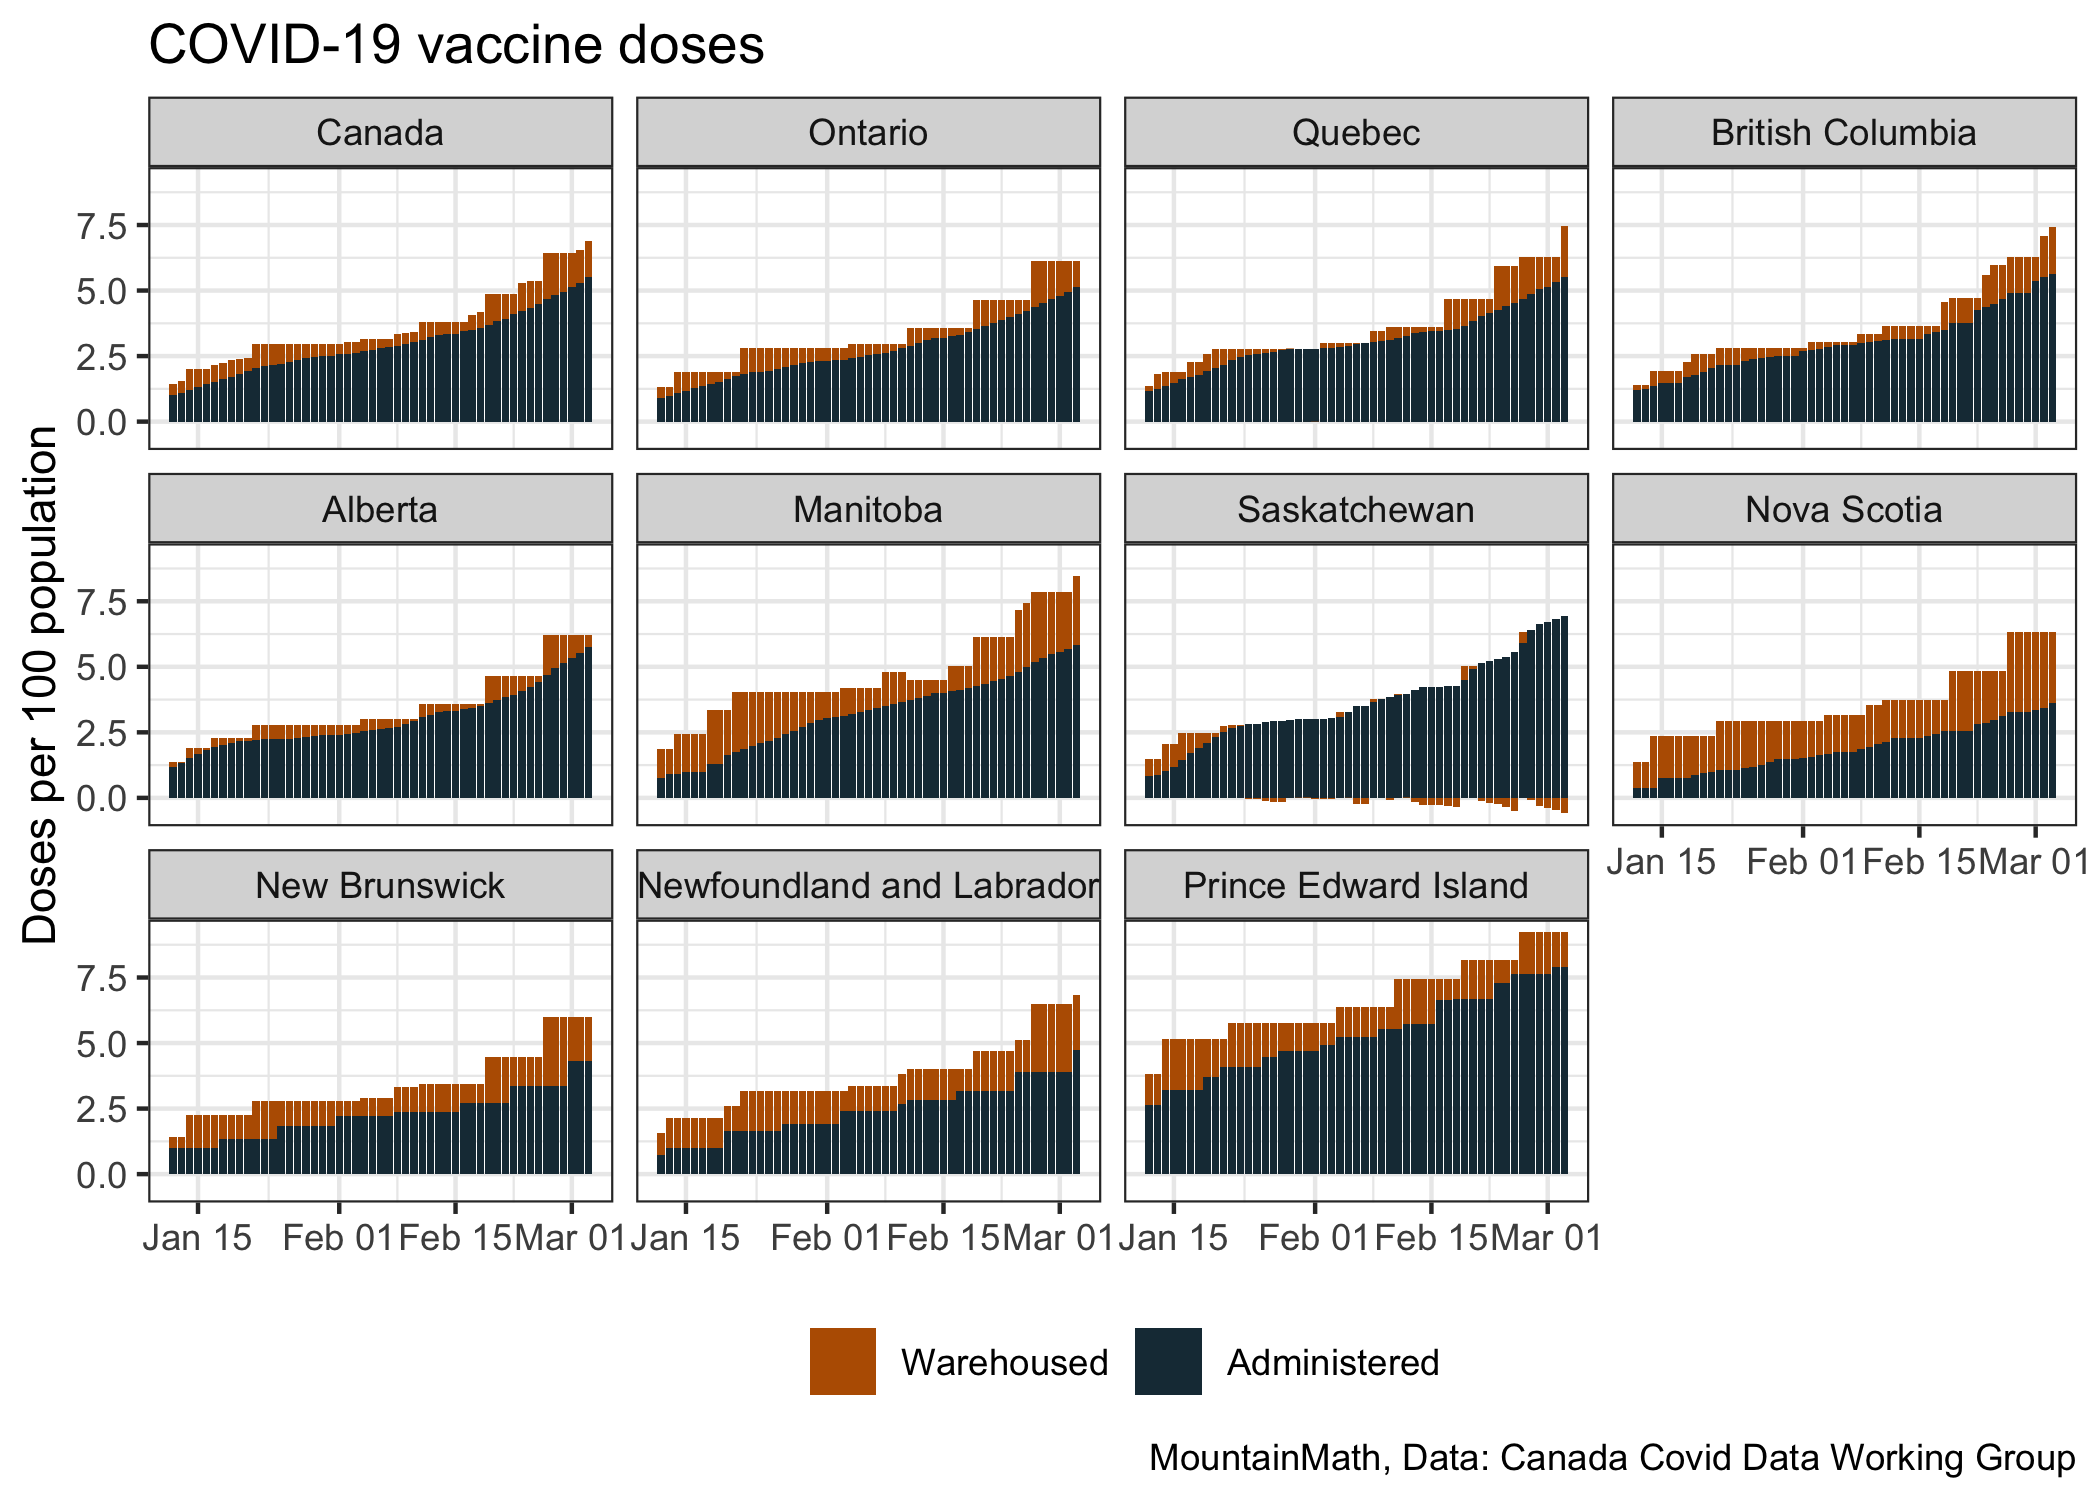 COVID-19 vaccine doses
Canada
Ontario
Quebec
British Columbia
7.5
5.0
2.5
0.0
Doses per 100 population
Alberta
Manitoba
Saskatchewan
Nova Scotia
7.5
5.0
2.5
0.0
Jan 15 Feb 01 Feb 15 Mar 01
New Brunswick
Newfoundland and Labrador
Prince Edward Island
7.5
5.0
2.5
0.0
Jan 15 Feb 01 Feb 15 Mar 01
Jan 15 Feb 01 Feb 15 Mar 01
Jan 15 Feb 01 Feb 15 Mar 01
Warehoused
Administered
MountainMath, Data: Canada Covid Data Working Group